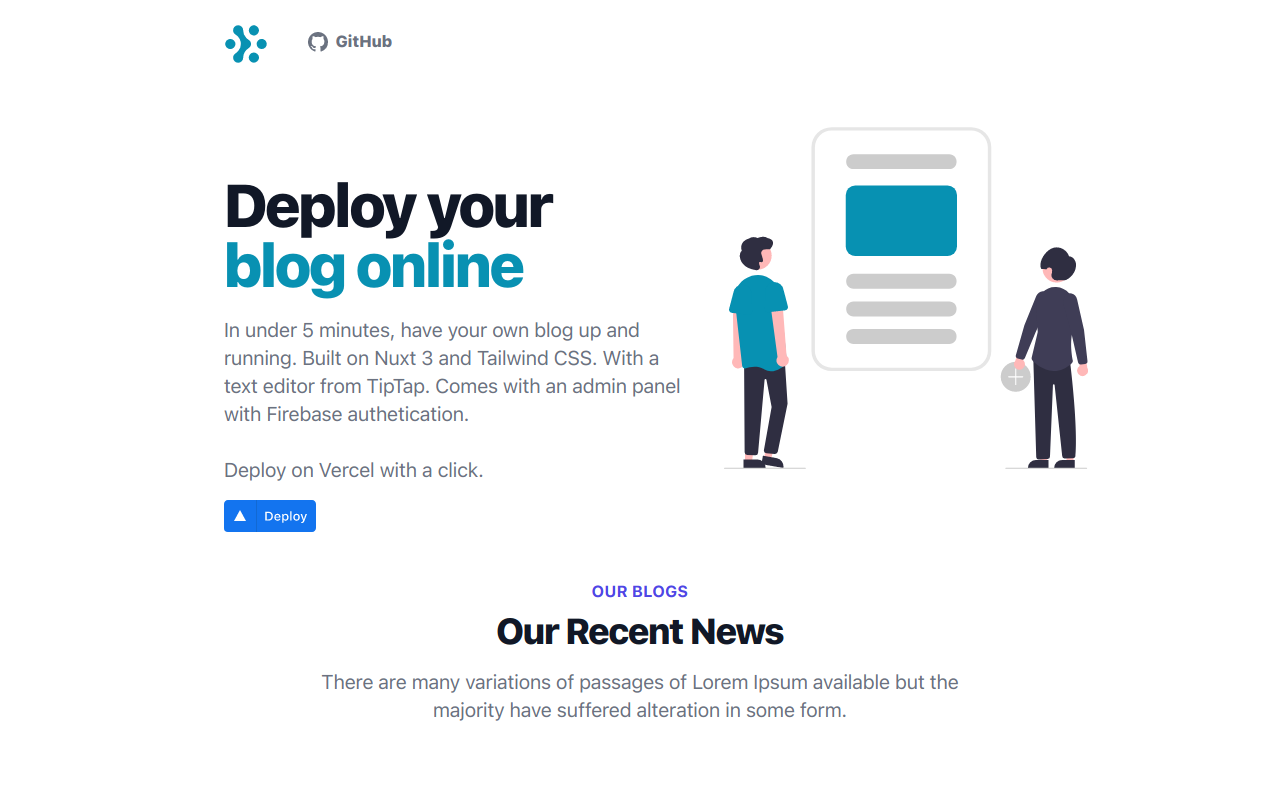 GitHub
Deploy your
blog online
In under 5 minutes, have your own blog up and
running. Built on Nuxt 3 and Tailwind CSS. With a
text editor from TipTap. Comes with an admin panel
with Firebase authetication.
Deploy on Vercel with a click.
Deploy
OUR BLOGS
Our Recent News
There are many variations of passages of Lorem Ipsum available but the
majority have suffered alteration in some form.